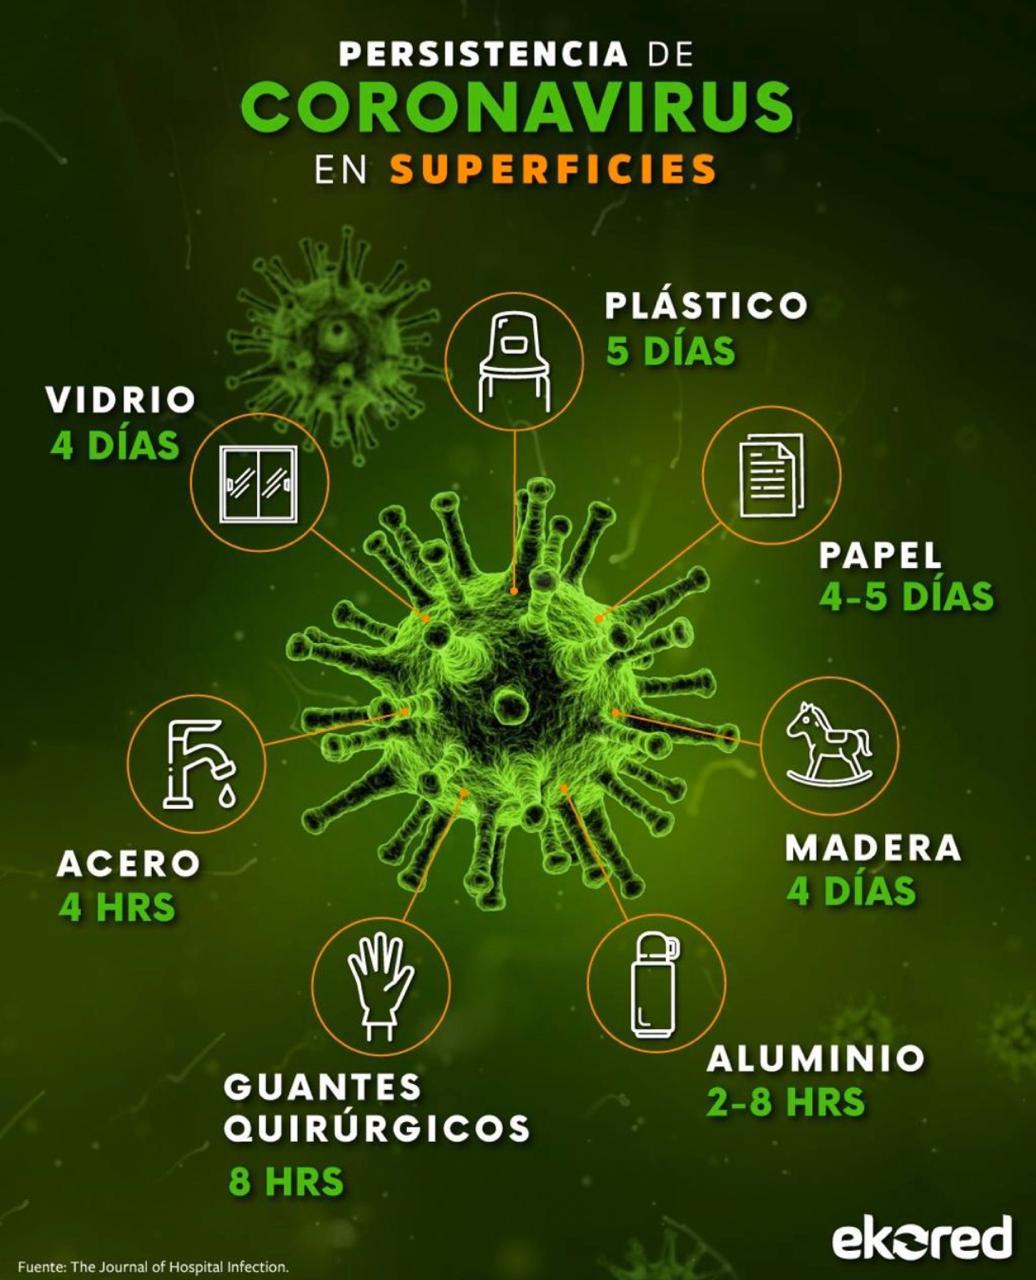 PERSISTENCIA DE
CORONAVIRUS
EN SUPERFICIES
PLÁSTICO
5 DÍAS
VIDRIO
4 DÍAS
PAPEL
4-5 DÍAS
MADERA
4 DÍAS
ACERO
4 HRS
ALUMINIO
2-8 HRS
GUANTES
QUIRÚRGICOS
8 HRS
ekored
Fuente: The Journal of Hospital Infection.